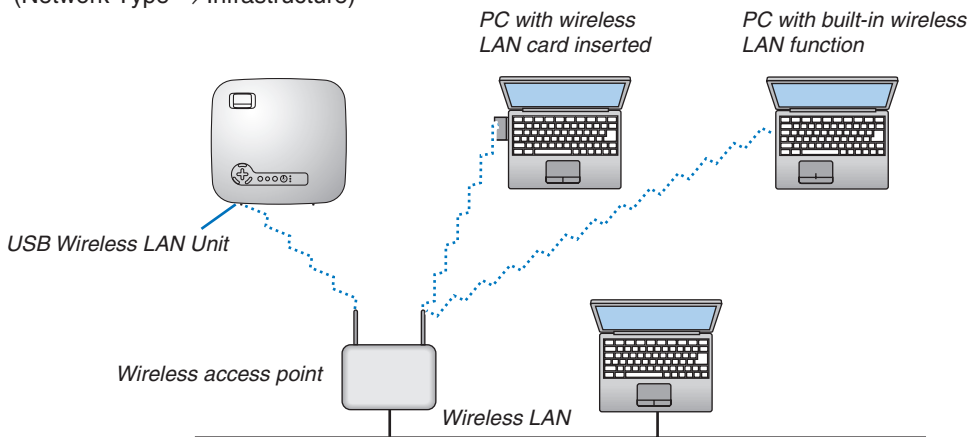 (Network Type → Infrastructure)
PC with wireless
LAN card inserted
PC with built-in wireless
LAN function
USB Wireless LAN Unit
Wireless access point
Wireless LAN